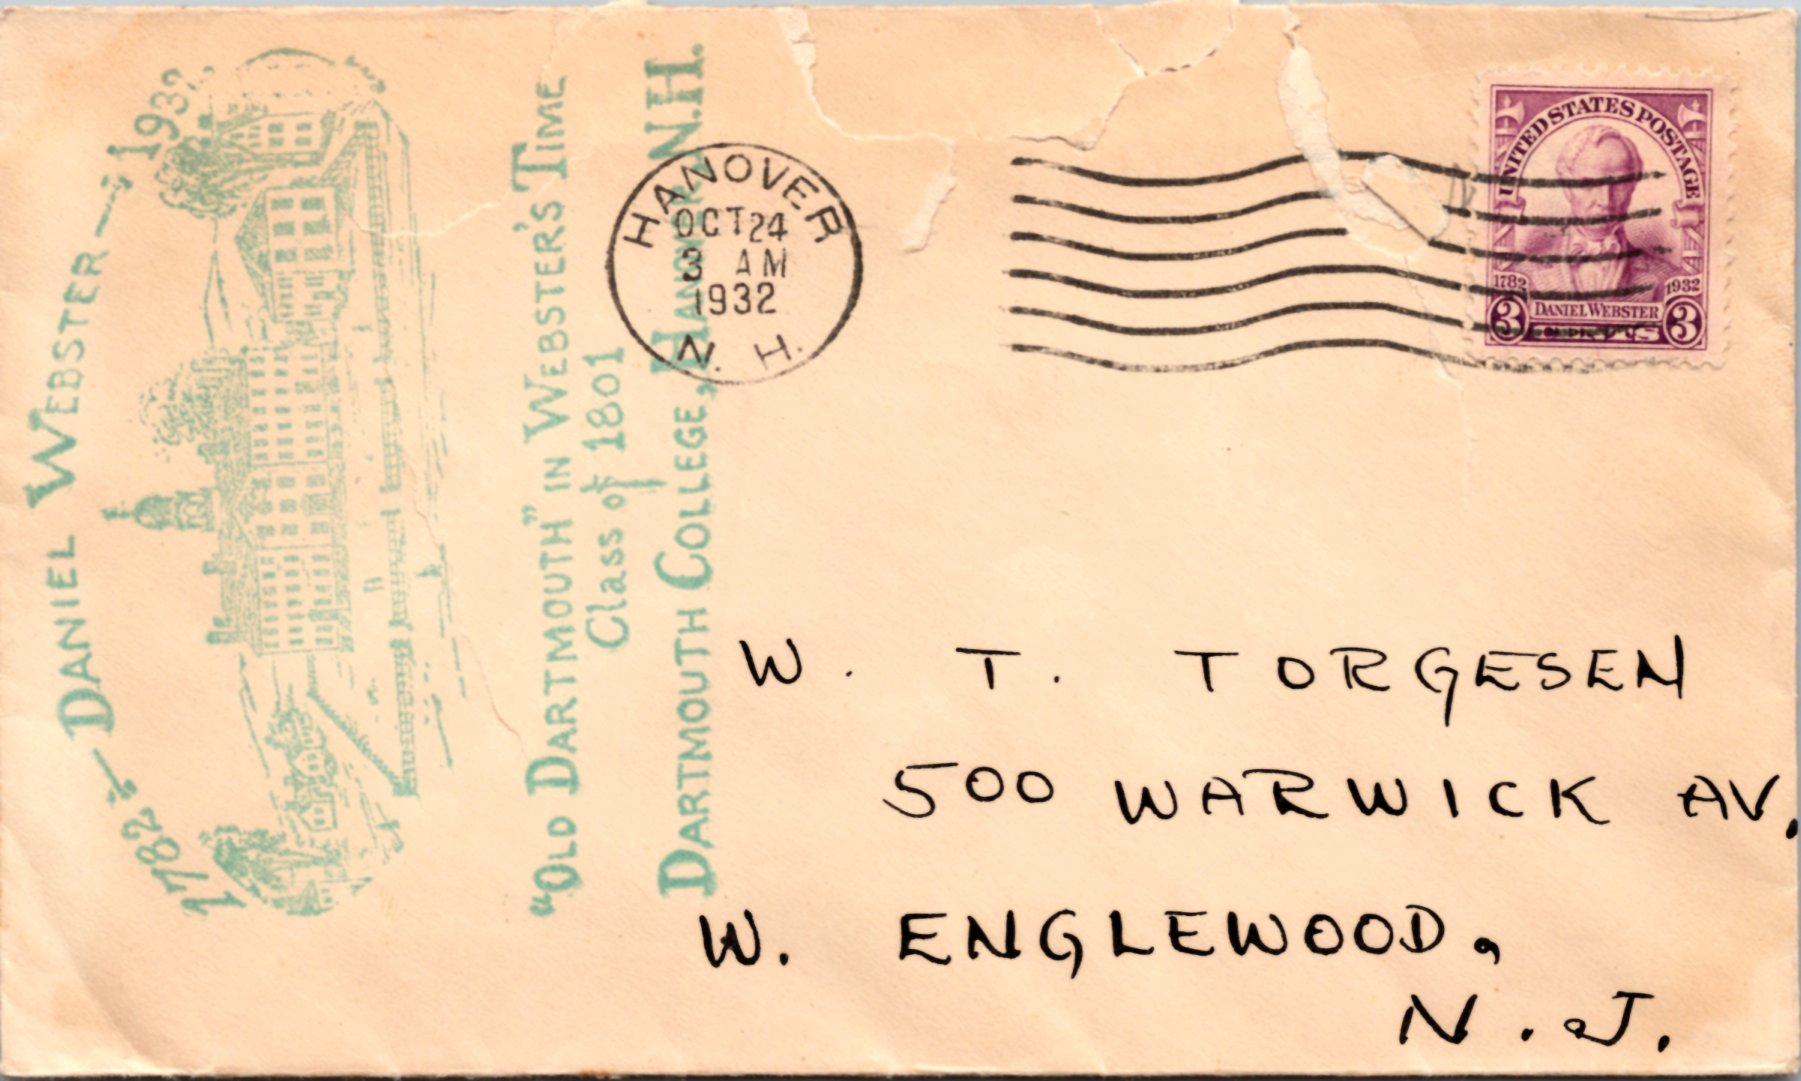 1782 — DANIEL WEBSTER — 1932
"OLD DARTMOUTH" IN WEBSTER'S TIME
Class of 1801
DARTMOUTH COLLEGE, HANOVER, N.H.
HANOVER
OCT 24
3 AM
1932
N. H.
UNITED STATES POSTAGE
1782 1932
3 DANIEL WEBSTER 3
W. T. TORGESEN
500 WARWICK AV.
W. ENGLEWOOD,
N. J.